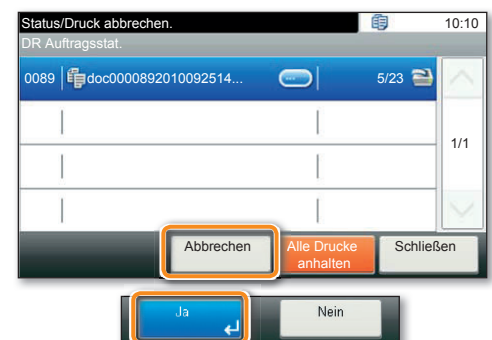 Status/Druck abbrechen. 10:10
DR Auftragsstat.
0089 doc0000892010092514... 5/23
1/1
Abbrechen Alle Drucke anhalten Schließen
Ja Nein